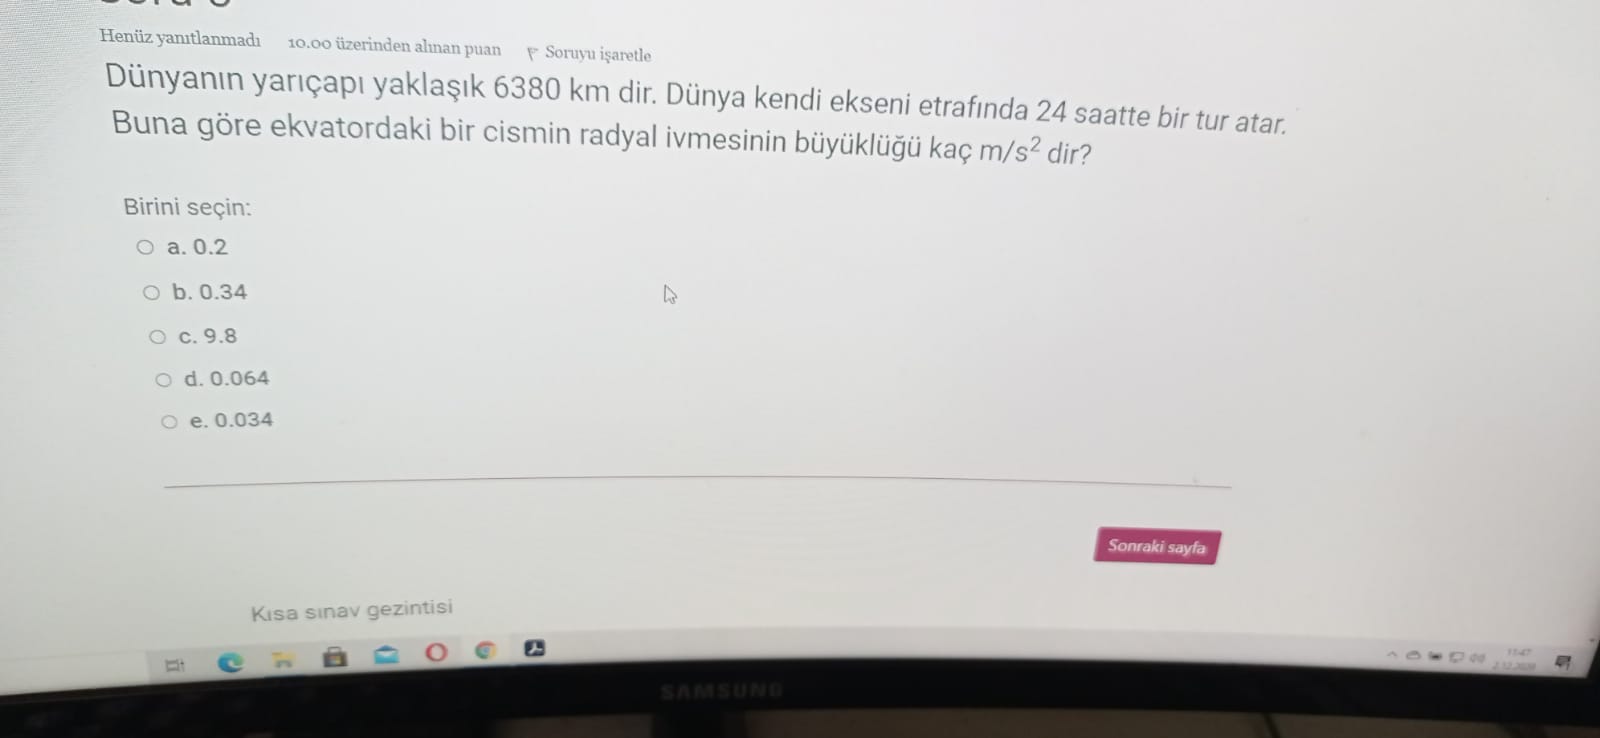 Henüz yanıtlanmadı 10.00 üzerinden alınan puan Soruyu işaretle
Dünyanın yarıçapı yaklaşık 6380 km dir. Dünya kendi ekseni etrafında 24 saatte bir tur atar.
Buna göre ekvatordaki bir cismin radyal ivmesinin büyüklüğü kaç m/s² dir?
Birini seçin:
a. 0.2
b. 0.34
c. 9.8
d. 0.064
e. 0.034
Sonraki sayfa
Kısa sınav gezintisi
11:47
SAMSUNG